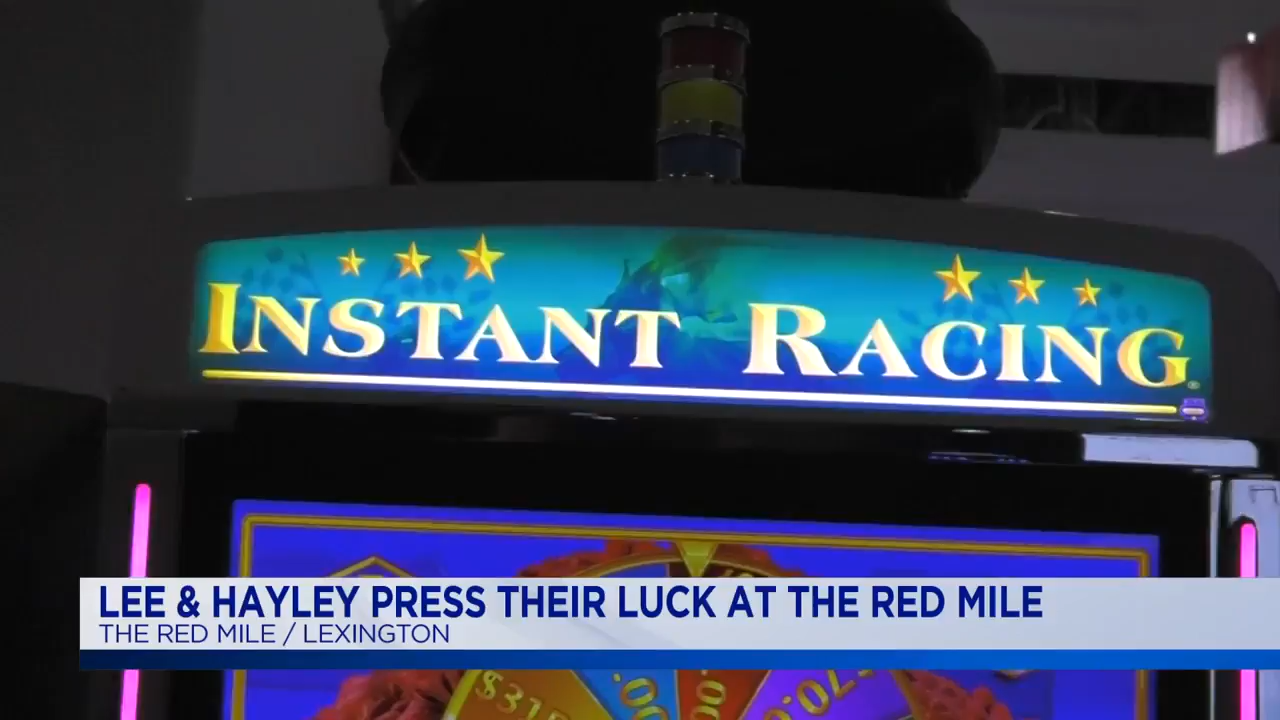 INSTANT RACING®
LEE & HAYLEY PRESS THEIR LUCK AT THE RED MILE
THE RED MILE / LEXINGTON